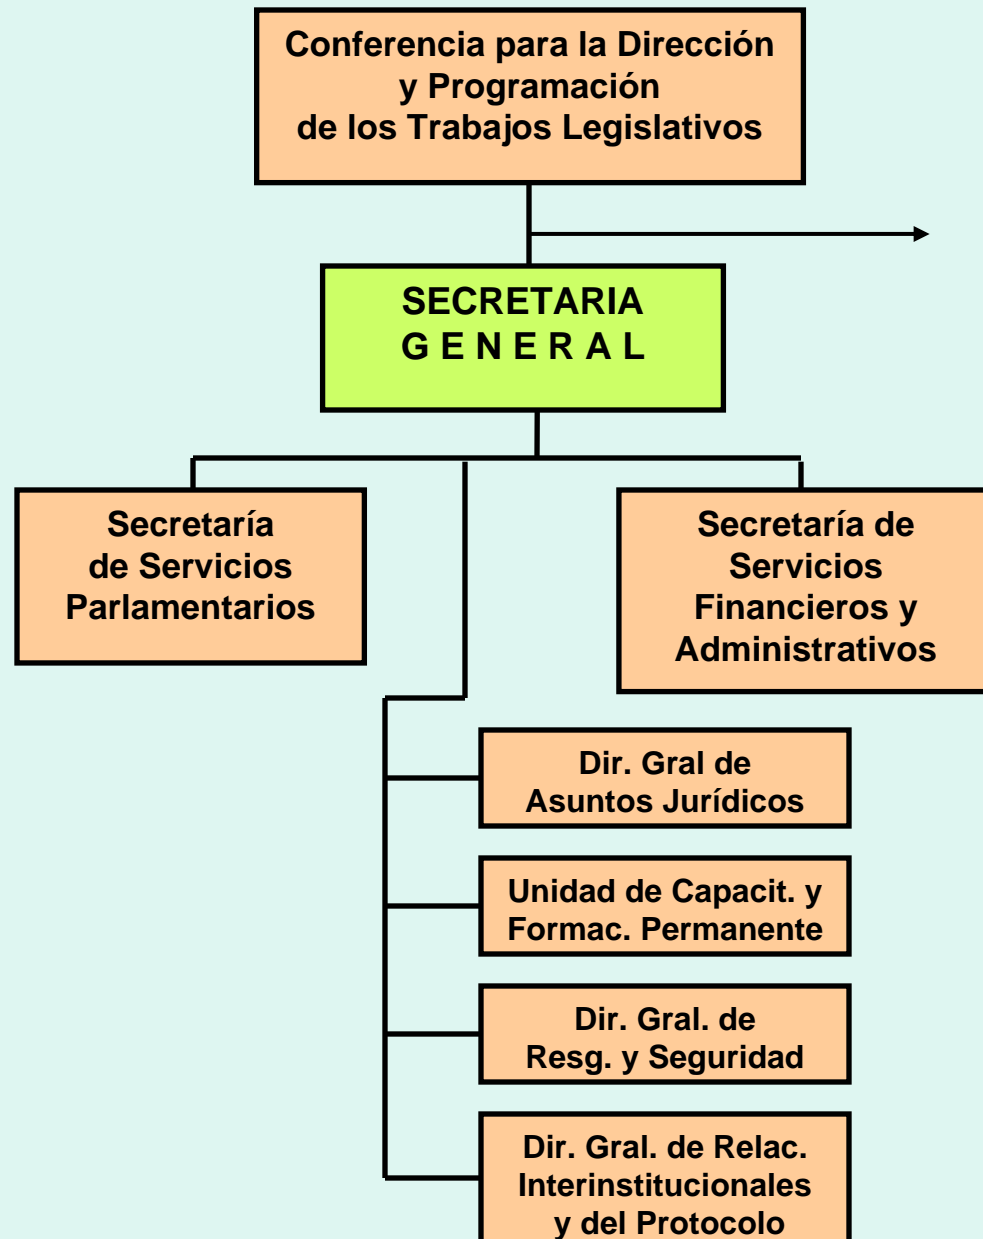 Conferencia para la Dirección
y Programación
de los Trabajos Legislativos
SECRETARIA
G E N E R A L
Secretaría
de Servicios
Parlamentarios
Secretaría de
Servicios
Financieros y
Administrativos
Dir. Gral de
Asuntos Jurídicos
Unidad de Capacit. y
Formac. Permanente
Dir. Gral. de
Resg. y Seguridad
Dir. Gral. de Relac.
Interinstitucionales
y del Protocolo